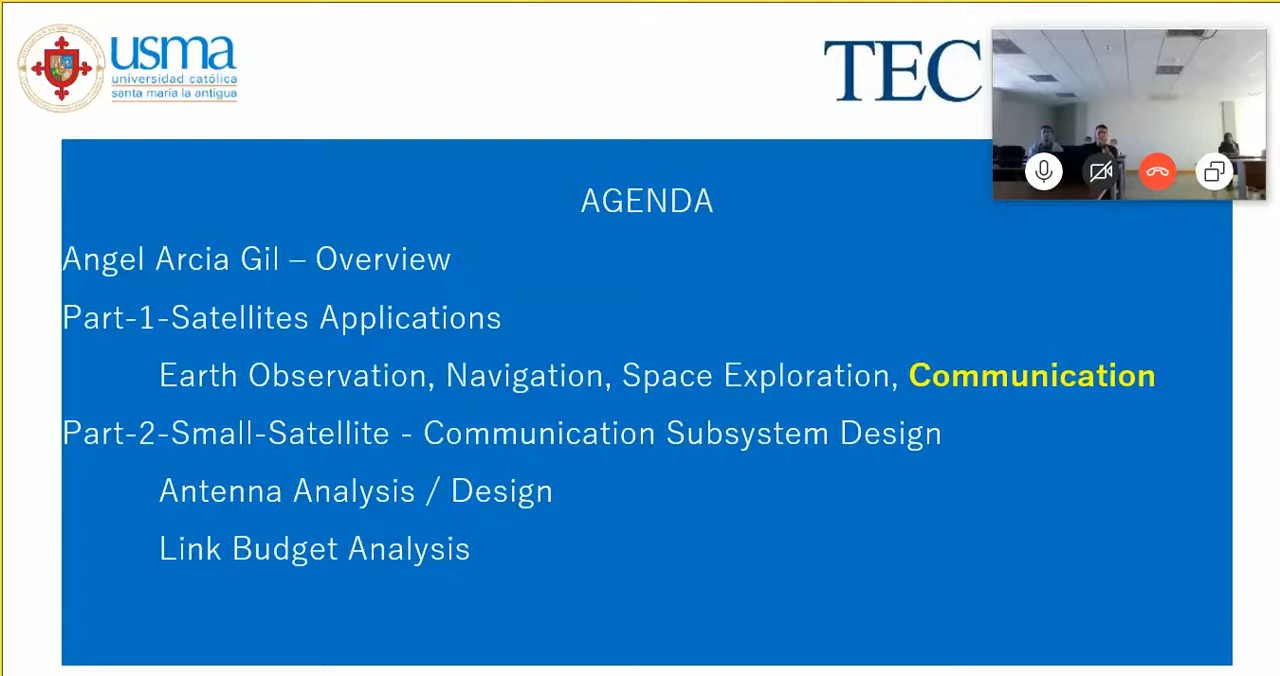 usma
universidad católica
santa maría la antigua
TEC
AGENDA
Angel Arcia Gil – Overview
Part-1-Satellites Applications
Earth Observation, Navigation, Space Exploration, Communication
Part-2-Small-Satellite - Communication Subsystem Design
Antenna Analysis / Design
Link Budget Analysis